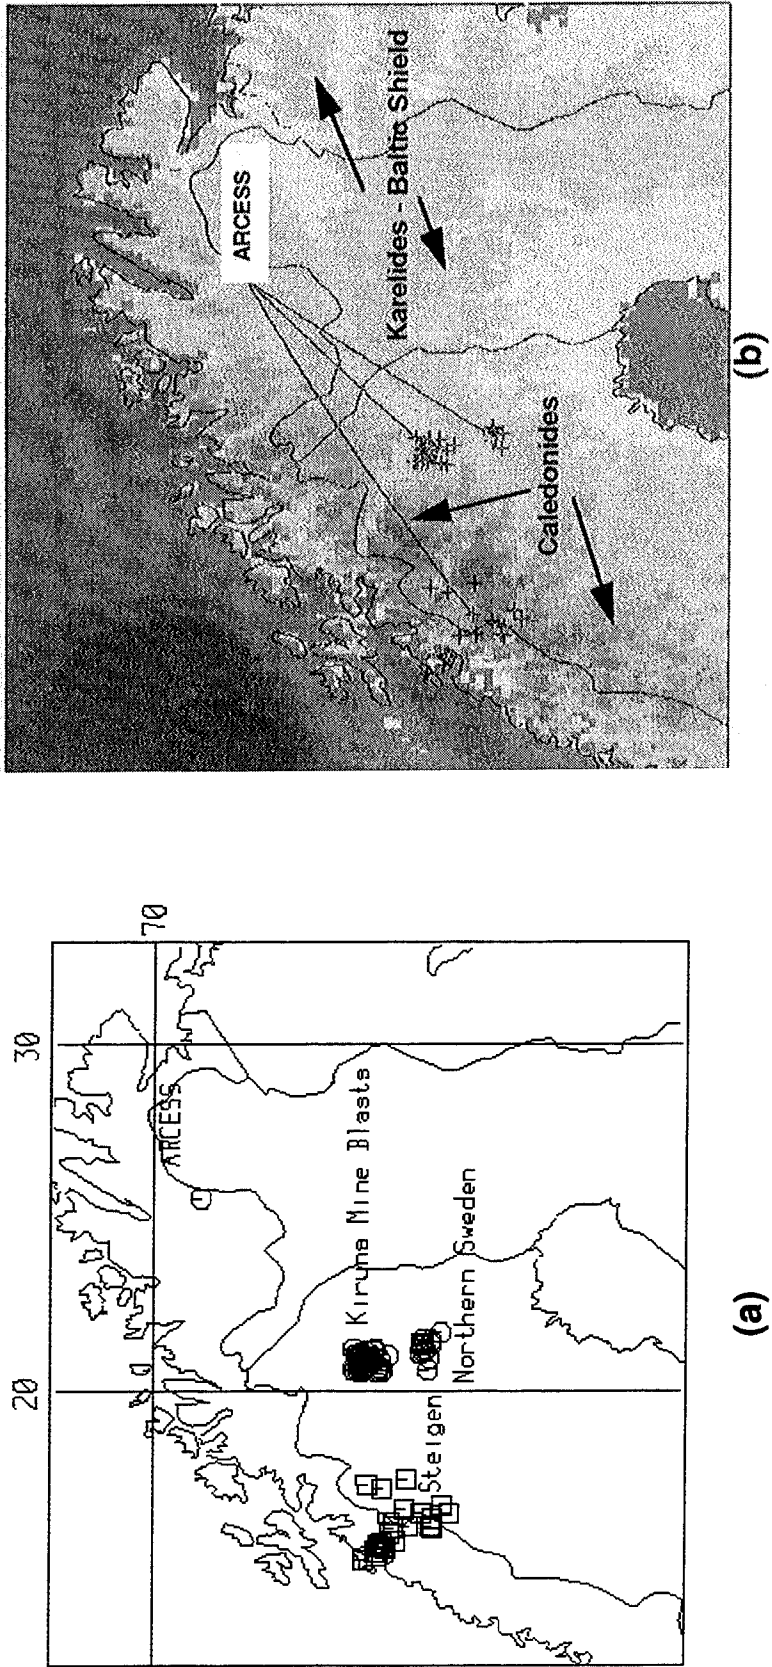 ARCESS
Karelides - Baltic Shield
Caledonides
(b)
70
30
20
ARCESS
Kiruna Mine Blasts
Northern Sweden
Steigen
(a)